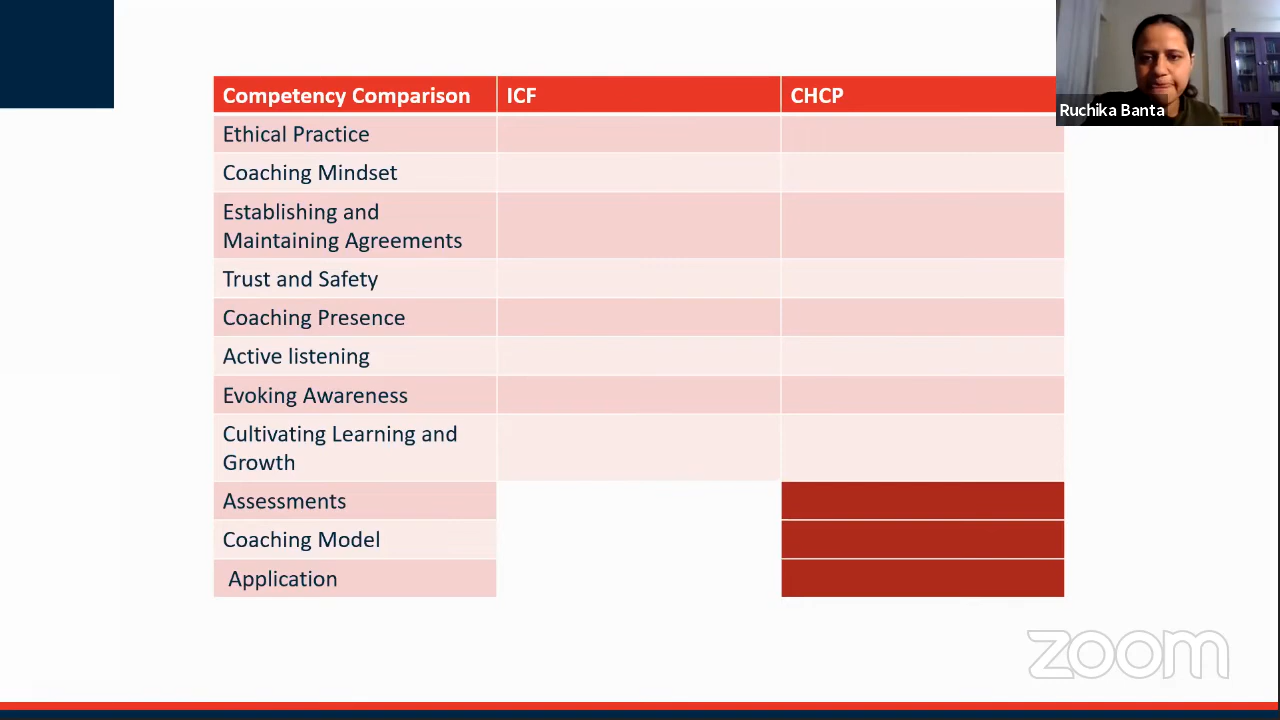 Competency Comparison ICF CHCP
Ethical Practice
Coaching Mindset
Establishing and
Maintaining Agreements
Trust and Safety
Coaching Presence
Active listening
Evoking Awareness
Cultivating Learning and
Growth
Assessments
Coaching Model
Application
Ruchika Banta
zoom